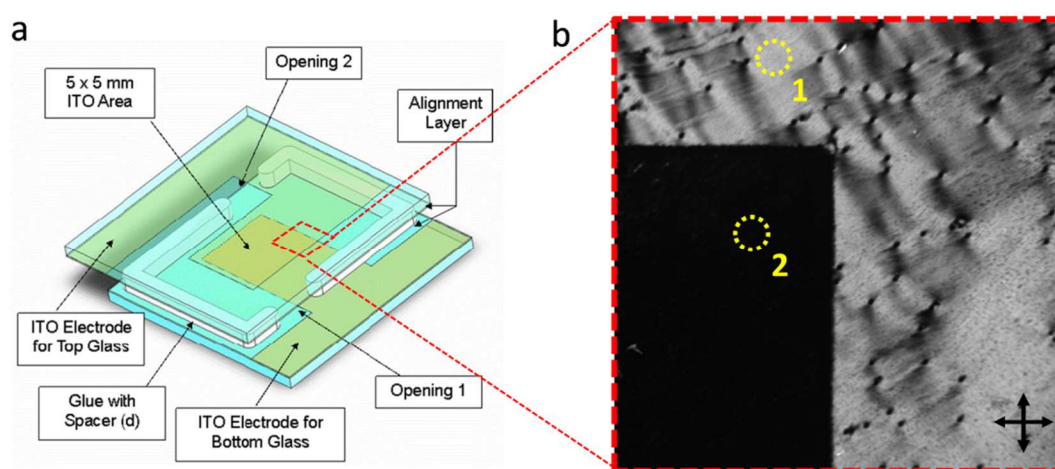 a
Opening 2
5 x 5 mm
ITO Area
Alignment
Layer
ITO Electrode
for Top Glass
Glue with
Spacer (d)
ITO Electrode for
Bottom Glass
Opening 1
b
1
2